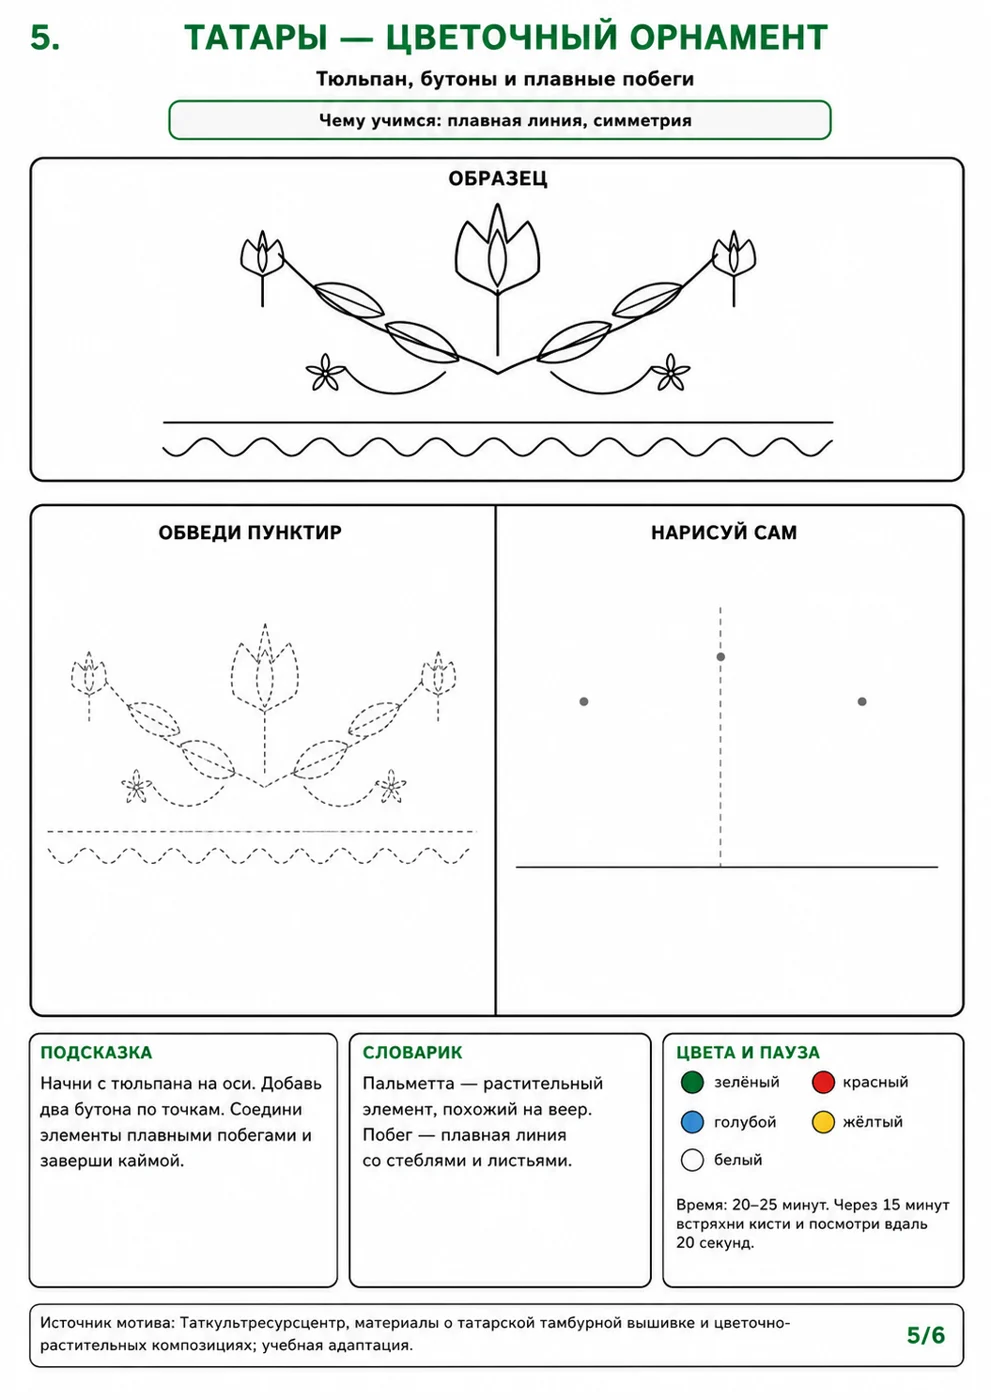 5.
ТАТАРЫ — ЦВЕТОЧНЫЙ ОРНАМЕНТ
Тюльпан, бутоны и плавные побеги
Чему учимся: плавная линия, симметрия
ОБРАЗЕЦ
ОБВЕДИ ПУНКТИР
НАРИСУЙ САМ
ПОДСКАЗКА
Начни с тюльпана на оси. Добавь
два бутона по точкам. Соедини
элементы плавными побегами и
заверши каймой.
СЛОВАРИК
Пальметта — растительный
элемент, похожий на веер.
Побег — плавная линия
со стеблями и листьями.
ЦВЕТА И ПАУЗА
зелёный
красный
голубой
жёлтый
белый
Время: 20–25 минут. Через 15 минут
встряхни кисти и посмотри вдаль
20 секунд.
Источник мотива: Таткультресурсцентр, материалы о татарской тамбурной вышивке и цветочно-
растительных композициях; учебная адаптация.
5/6